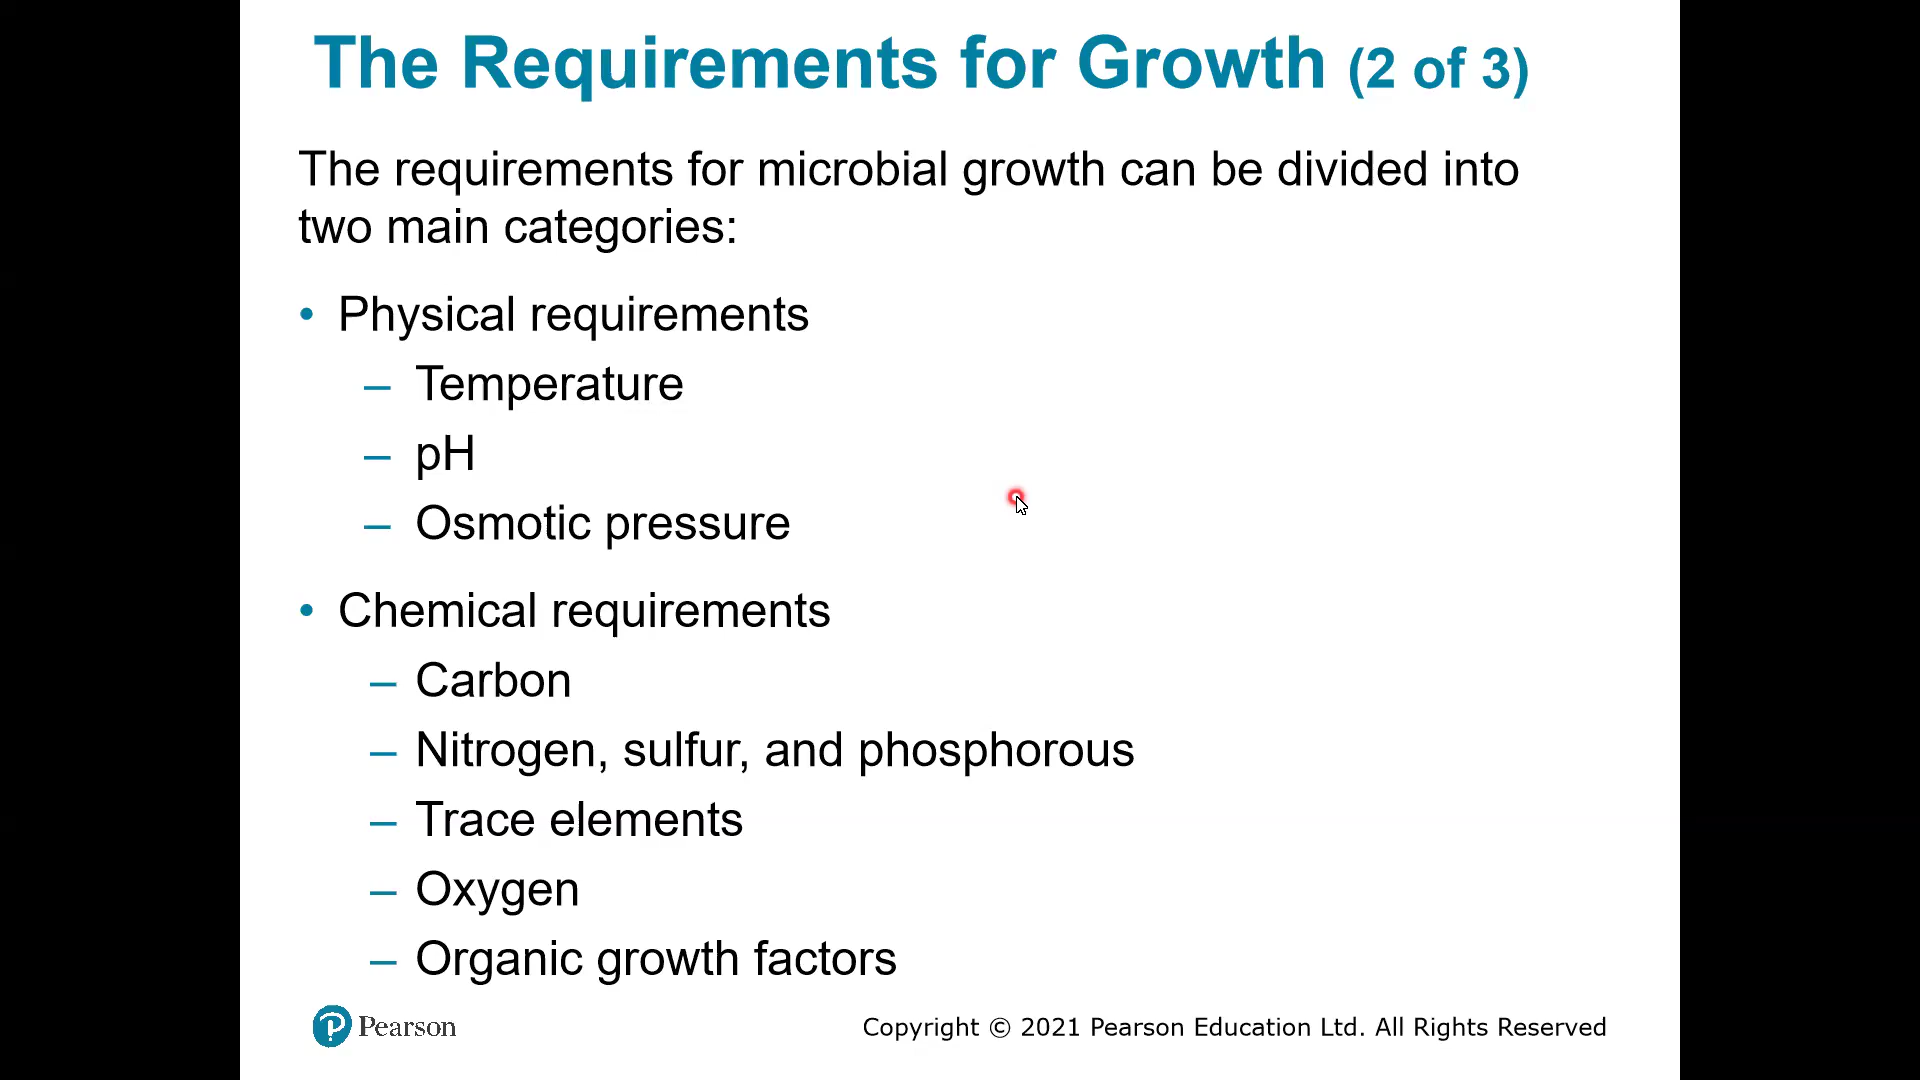 The Requirements for Growth (2 of 3)
The requirements for microbial growth can be divided into
two main categories:
• Physical requirements
– Temperature
– pH
– Osmotic pressure
• Chemical requirements
– Carbon
– Nitrogen, sulfur, and phosphorous
– Trace elements
– Oxygen
– Organic growth factors
Pearson
Copyright © 2021 Pearson Education Ltd. All Rights Reserved